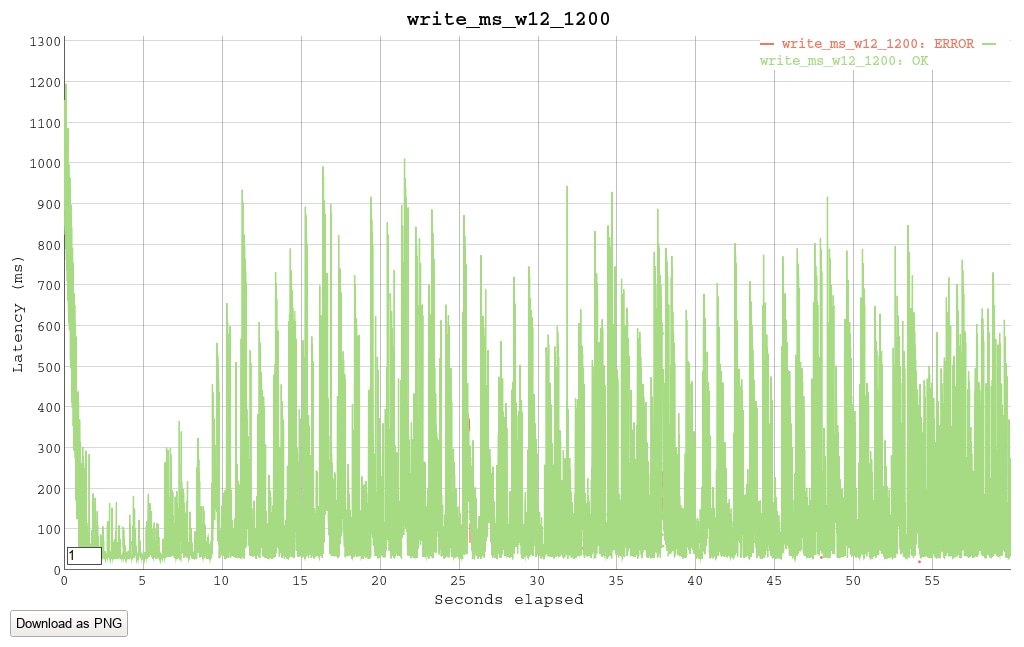 write_ms_w12_1200
write_ms_w12_1200: ERROR
write_ms_w12_1200: OK
1300
1200
1100
1000
900
800
700
600
500
400
300
200
100
0
Latency (ms)
1
0 5 10 15 20 25 30 35 40 45 50 55
Seconds elapsed
Download as PNG